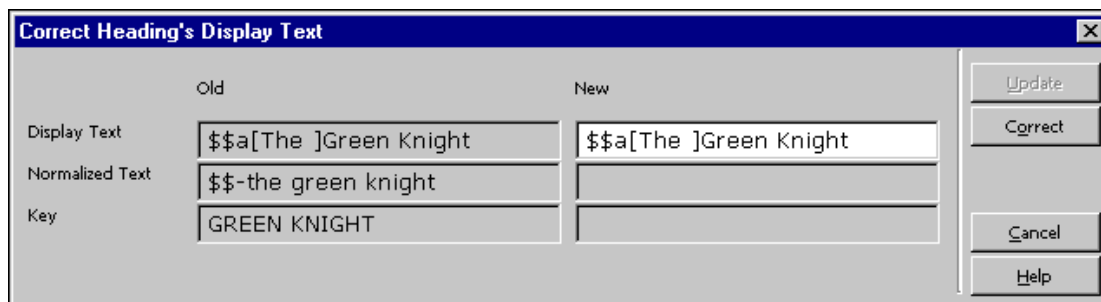 Correct Heading's Display Text
Old New
Update
Display Text $$a[The ]Green Knight $$a[The ]Green Knight
Correct
Normalized Text $$-the green knight
Key GREEN KNIGHT
Cancel
Help